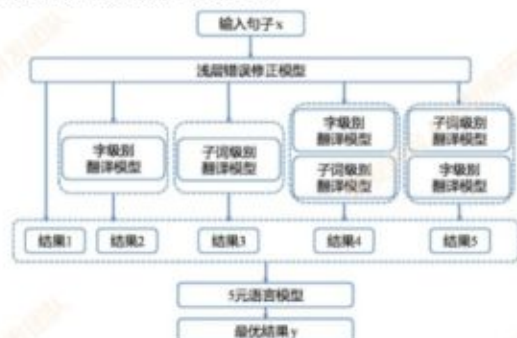 输入句子 x
浅层错误修正模型
字级别
翻译模型
子词级别
翻译模型
字级别
翻译模型
子词级别
翻译模型
子词级别
翻译模型
字级别
翻译模型
结果1
结果2
结果3
结果4
结果5
5元语言模型
最优结果 y